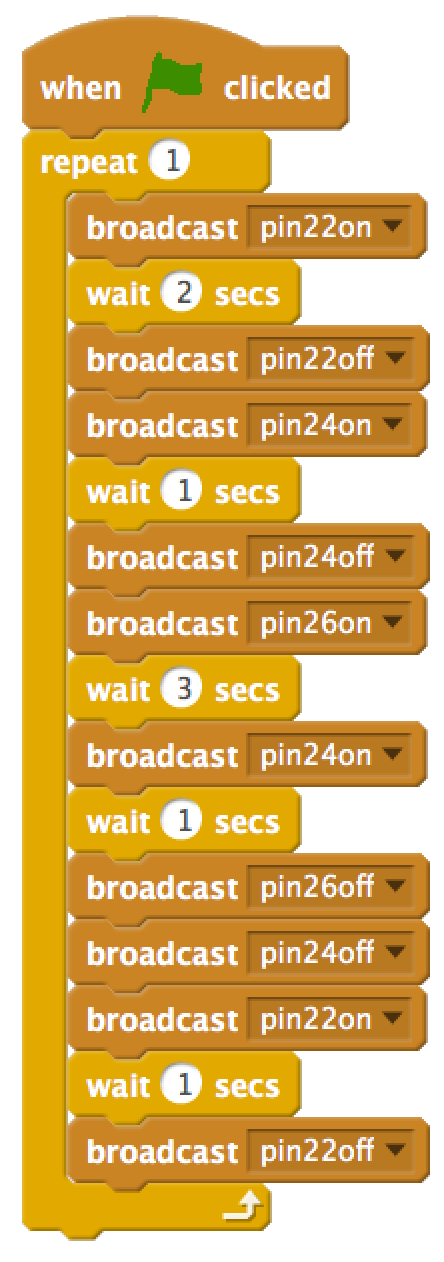 when clicked
repeat 1
broadcast pin22on
wait 2 secs
broadcast pin22off
broadcast pin24on
wait 1 secs
broadcast pin24off
broadcast pin26on
wait 3 secs
broadcast pin24on
wait 1 secs
broadcast pin26off
broadcast pin24off
broadcast pin22on
wait 1 secs
broadcast pin22off